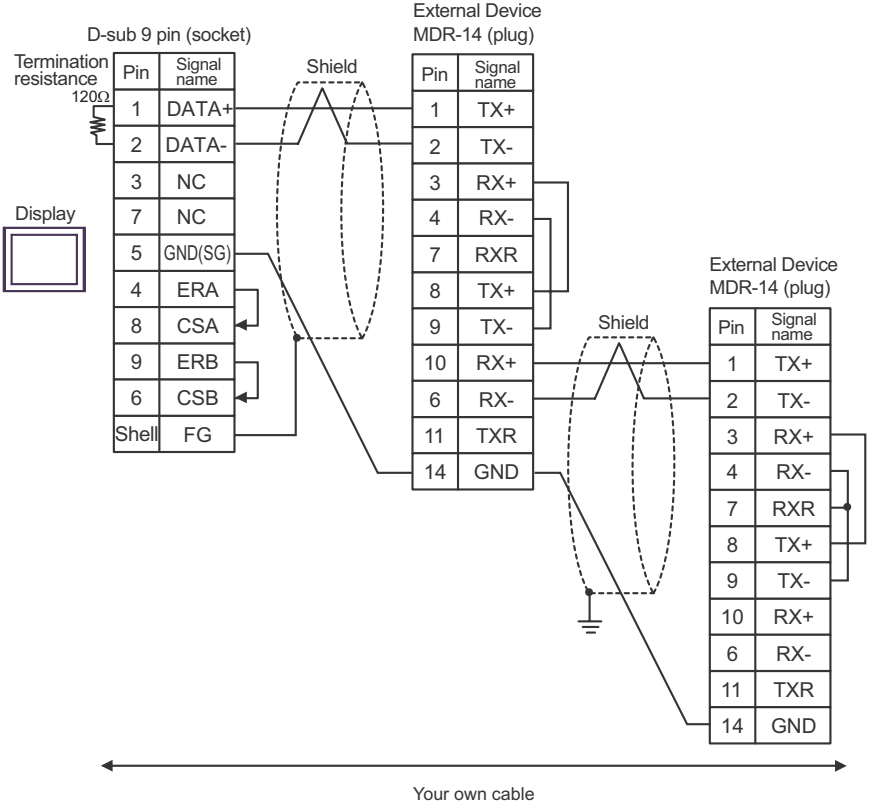 External Device
MDR-14 (plug)
D-sub 9 pin (socket)
Termination
resistance
120Ω
Pin Signal name
1 DATA+
2 DATA-
3 NC
7 NC
5 GND(SG)
4 ERA
8 CSA
9 ERB
6 CSB
Shell FG
Display
Shield
Pin Signal name
1 TX+
2 TX-
3 RX+
4 RX-
7 RXR
8 TX+
9 TX-
10 RX+
6 RX-
11 TXR
14 GND
Shield
External Device
MDR-14 (plug)
Pin Signal name
1 TX+
2 TX-
3 RX+
4 RX-
7 RXR
8 TX+
9 TX-
10 RX+
6 RX-
11 TXR
14 GND
Your own cable